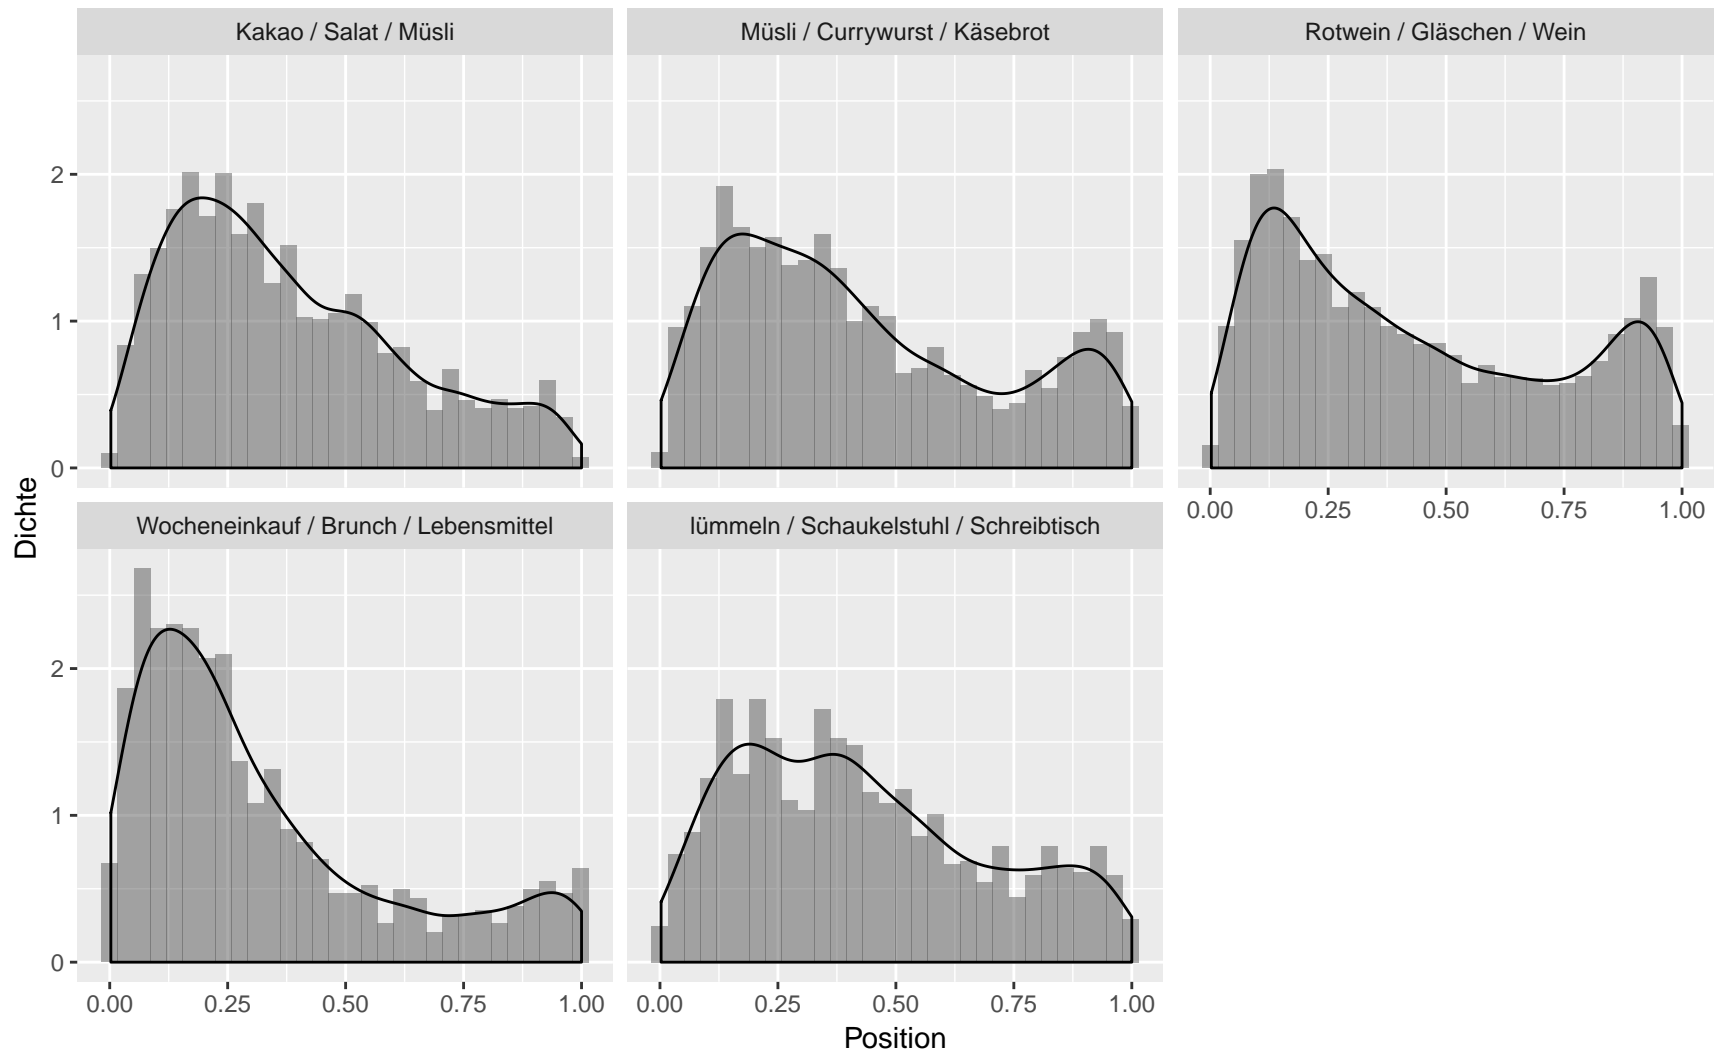 Kakao / Salat / Müsli
Müsli / Currywurst / Käsebrot
Rotwein / Gläschen / Wein
2
1
0
0.00 0.25 0.50 0.75 1.00
Wocheneinkauf / Brunch / Lebensmittel
lümmeln / Schaukelstuhl / Schreibtisch
Dichte
2
1
0
0.00 0.25 0.50 0.75 1.00
0.00 0.25 0.50 0.75 1.00
Position